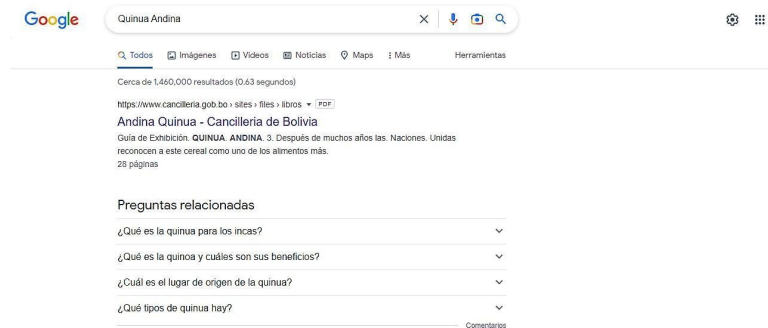 Google
Quinua Andina
Todos Imágenes Videos Noticias Maps Más Herramientas
Cerca de 1,460,000 resultados (0.63 segundos)
https://www.cancilleria.gob.bo › sites › files › libros PDF
Andina Quinua - Cancilleria de Bolivia
Guía de Exhibición. QUINUA. ANDINA. 3. Después de muchos años las. Naciones. Unidas
reconocen a este cereal como uno de los alimentos más.
28 páginas
Preguntas relacionadas
¿Qué es la quinua para los incas?
¿Qué es la quinoa y cuáles son sus beneficios?
¿Cuál es el lugar de origen de la quinua?
¿Qué tipos de quinua hay?
Comentarios